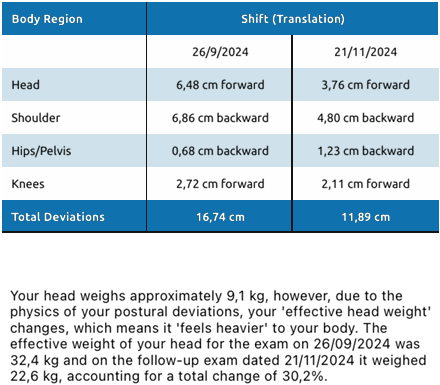 Body Region Shift (Translation)
26/9/2024 21/11/2024
Head 6,48 cm forward 3,76 cm forward
Shoulder 6,86 cm backward 4,80 cm backward
Hips/Pelvis 0,68 cm backward 1,23 cm backward
Knees 2,72 cm forward 2,11 cm forward
Total Deviations 16,74 cm 11,89 cm
Your head weighs approximately 9,1 kg, however, due to the
physics of your postural deviations, your 'effective head weight'
changes, which means it 'feels heavier' to your body. The
effective weight of your head for the exam on 26/09/2024 was
32,4 kg and on the follow-up exam dated 21/11/2024 it weighed
22,6 kg, accounting for a total change of 30,2%.